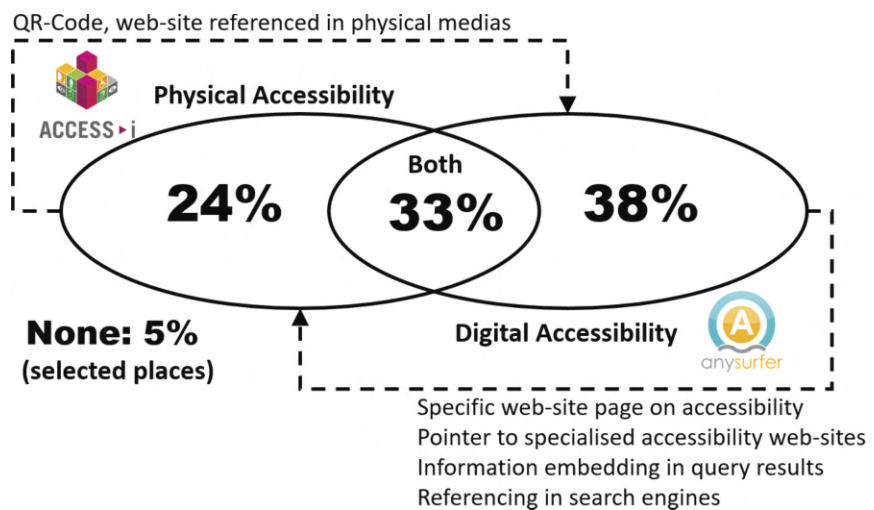 QR-Code, web-site referenced in physical medias
ACCESS i
Physical Accessibility
Both
24%
33%
38%
None: 5%
(selected places)
Digital Accessibility
A
anysurfer
Specific web-site page on accessibility
Pointer to specialised accessibility web-sites
Information embedding in query results
Referencing in search engines